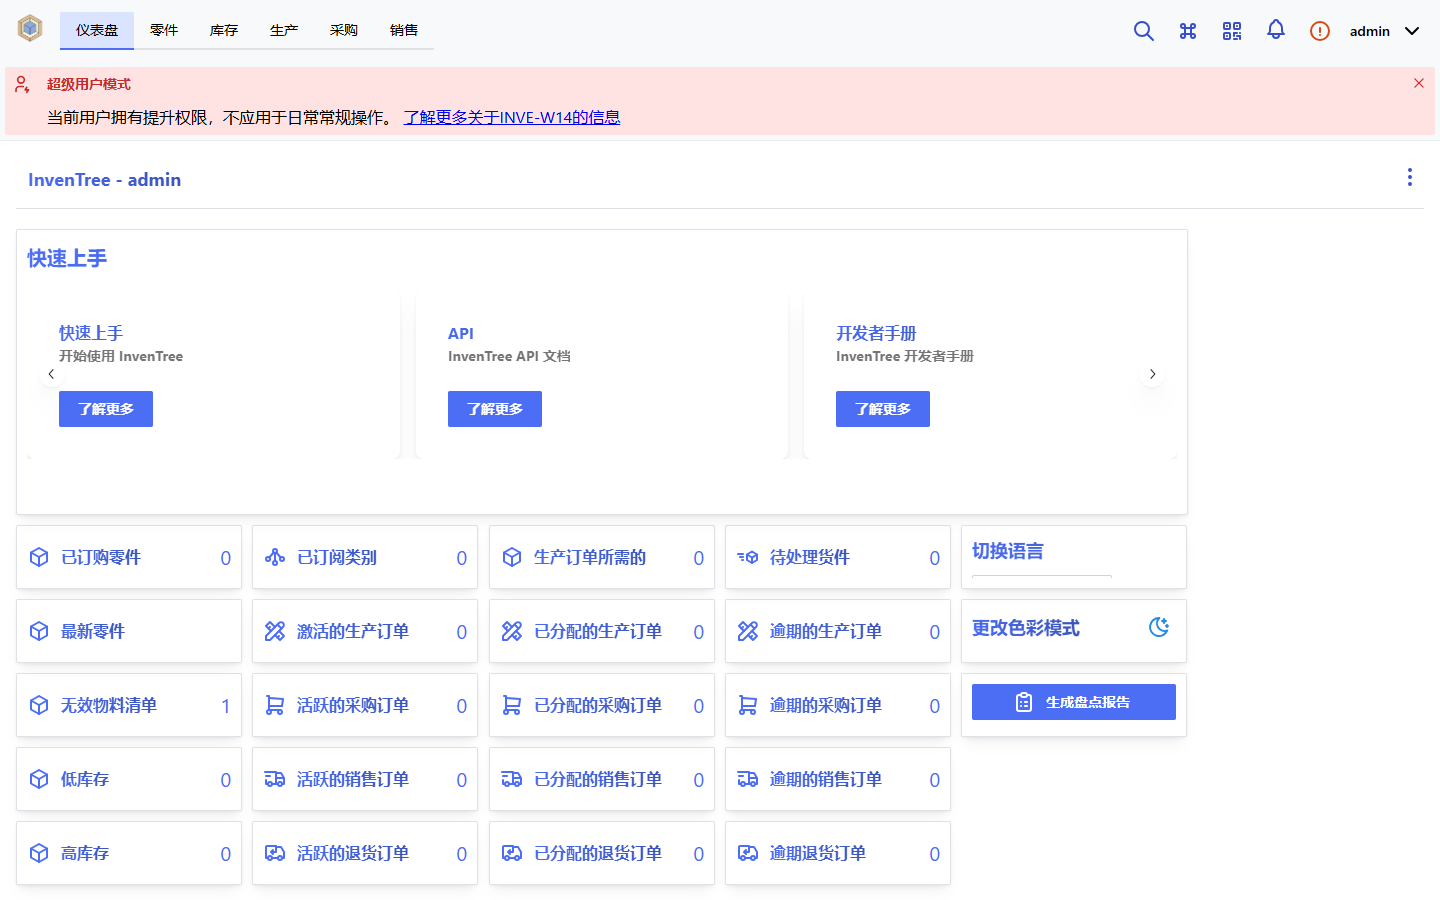 仪表盘 零件 库存 生产 采购 销售 admin
超级用户模式
当前用户拥有提升权限，不应用于日常常规操作。 了解更多关于INVE-W14的信息
InvenTree - admin
快速上手
快速上手
开始使用 InvenTree
了解更多
API
InvenTree API 文档
了解更多
开发者手册
InvenTree 开发者手册
了解更多
已订购零件 0
已订阅类别 0
生产订单所需的 0
待处理货件 0
切换语言
最新零件
激活的生产订单 0
已分配的生产订单 0
逾期的生产订单 0
更改色彩模式
无效物料清单 1
活跃的采购订单 0
已分配的采购订单 0
逾期的采购订单 0
生成盘点报告
低库存 0
活跃的销售订单 0
已分配的销售订单 0
逾期的销售订单 0
高库存 0
活跃的退货订单 0
已分配的退货订单 0
逾期退货订单 0